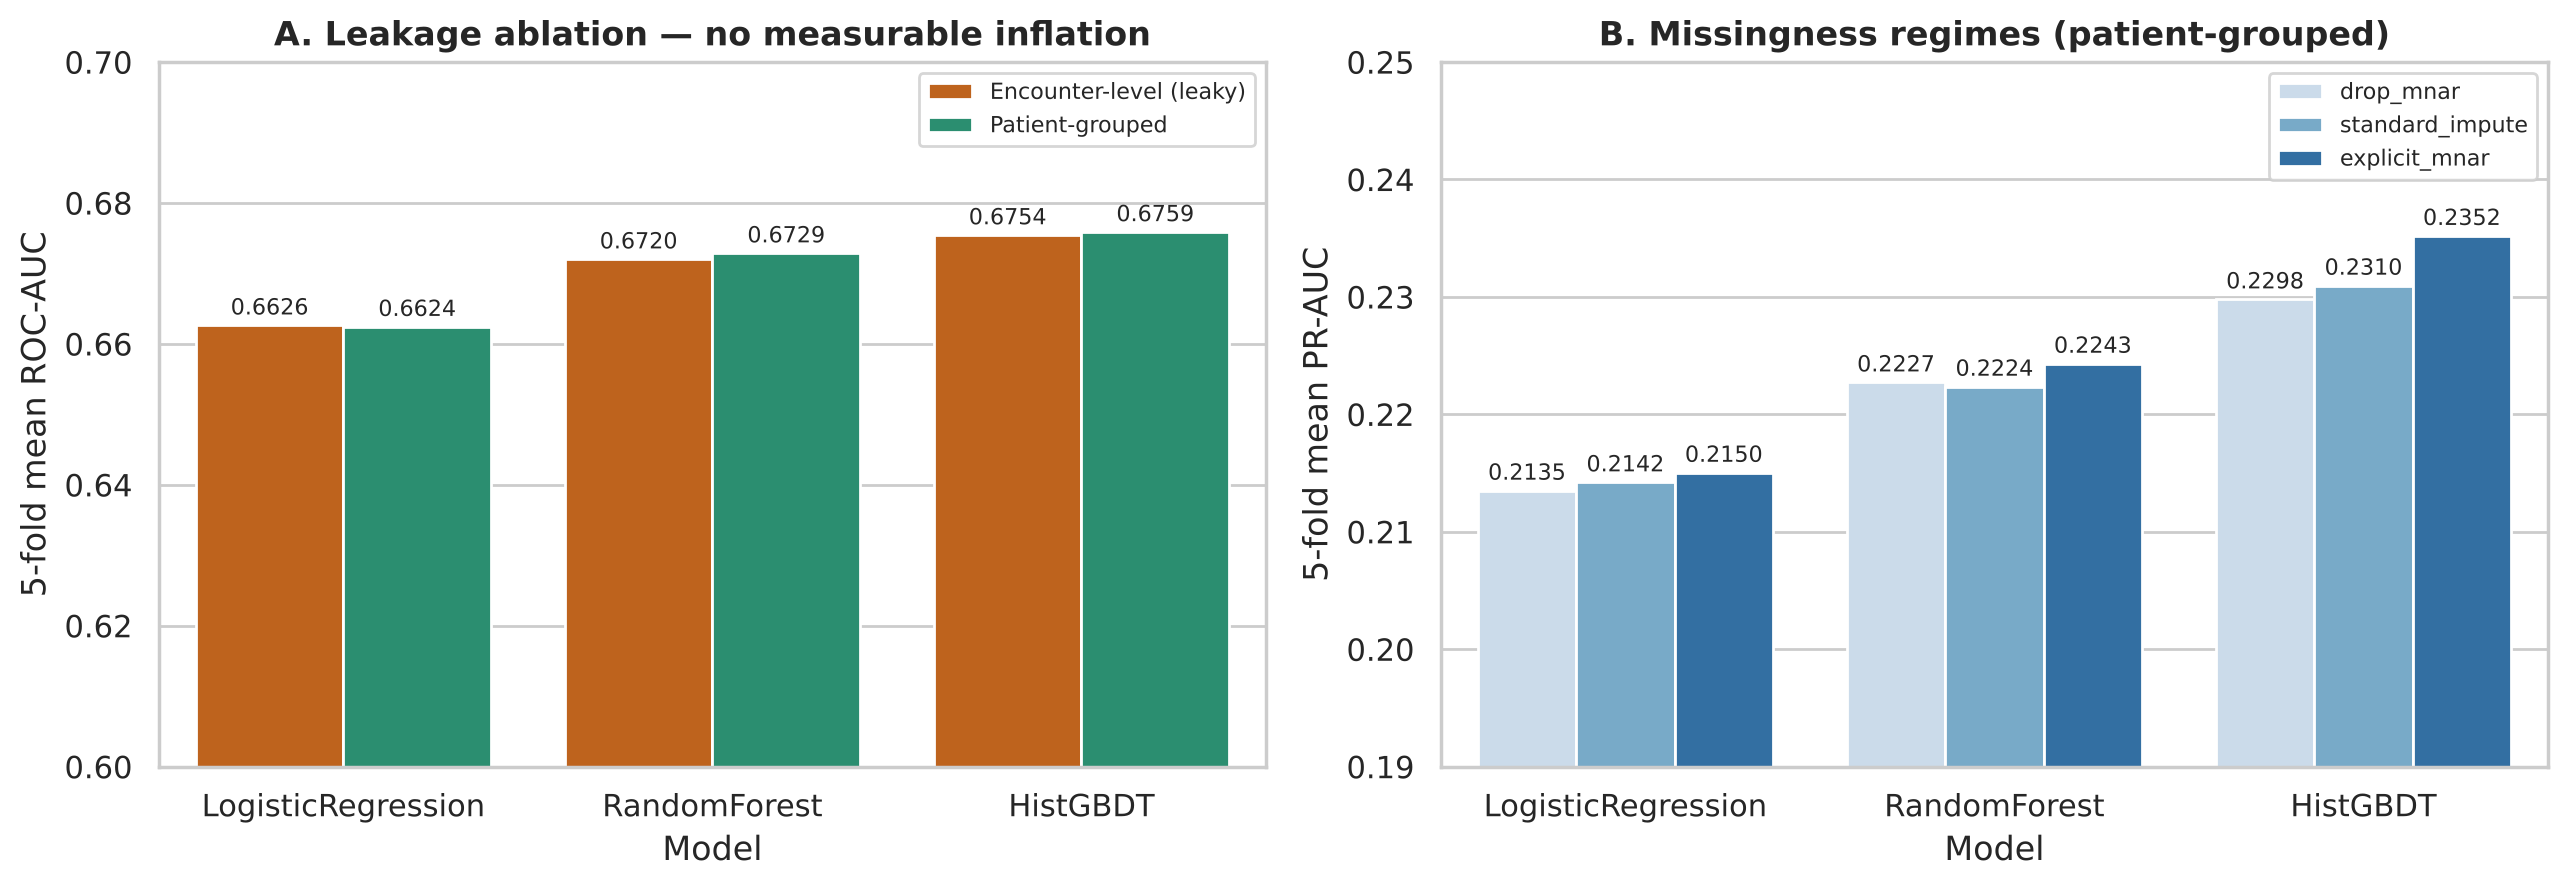 A. Leakage ablation — no measurable inflation
5-fold mean ROC-AUC
0.70
0.68
0.66
0.64
0.62
0.60
Encounter-level (leaky)
Patient-grouped
0.6626
0.6624
0.6720
0.6729
0.6754
0.6759
LogisticRegression
RandomForest
HistGBDT
Model
B. Missingness regimes (patient-grouped)
5-fold mean PR-AUC
0.25
0.24
0.23
0.22
0.21
0.20
0.19
drop_mnar
standard_impute
explicit_mnar
0.2135
0.2142
0.2150
0.2227
0.2224
0.2243
0.2298
0.2310
0.2352
LogisticRegression
RandomForest
HistGBDT
Model